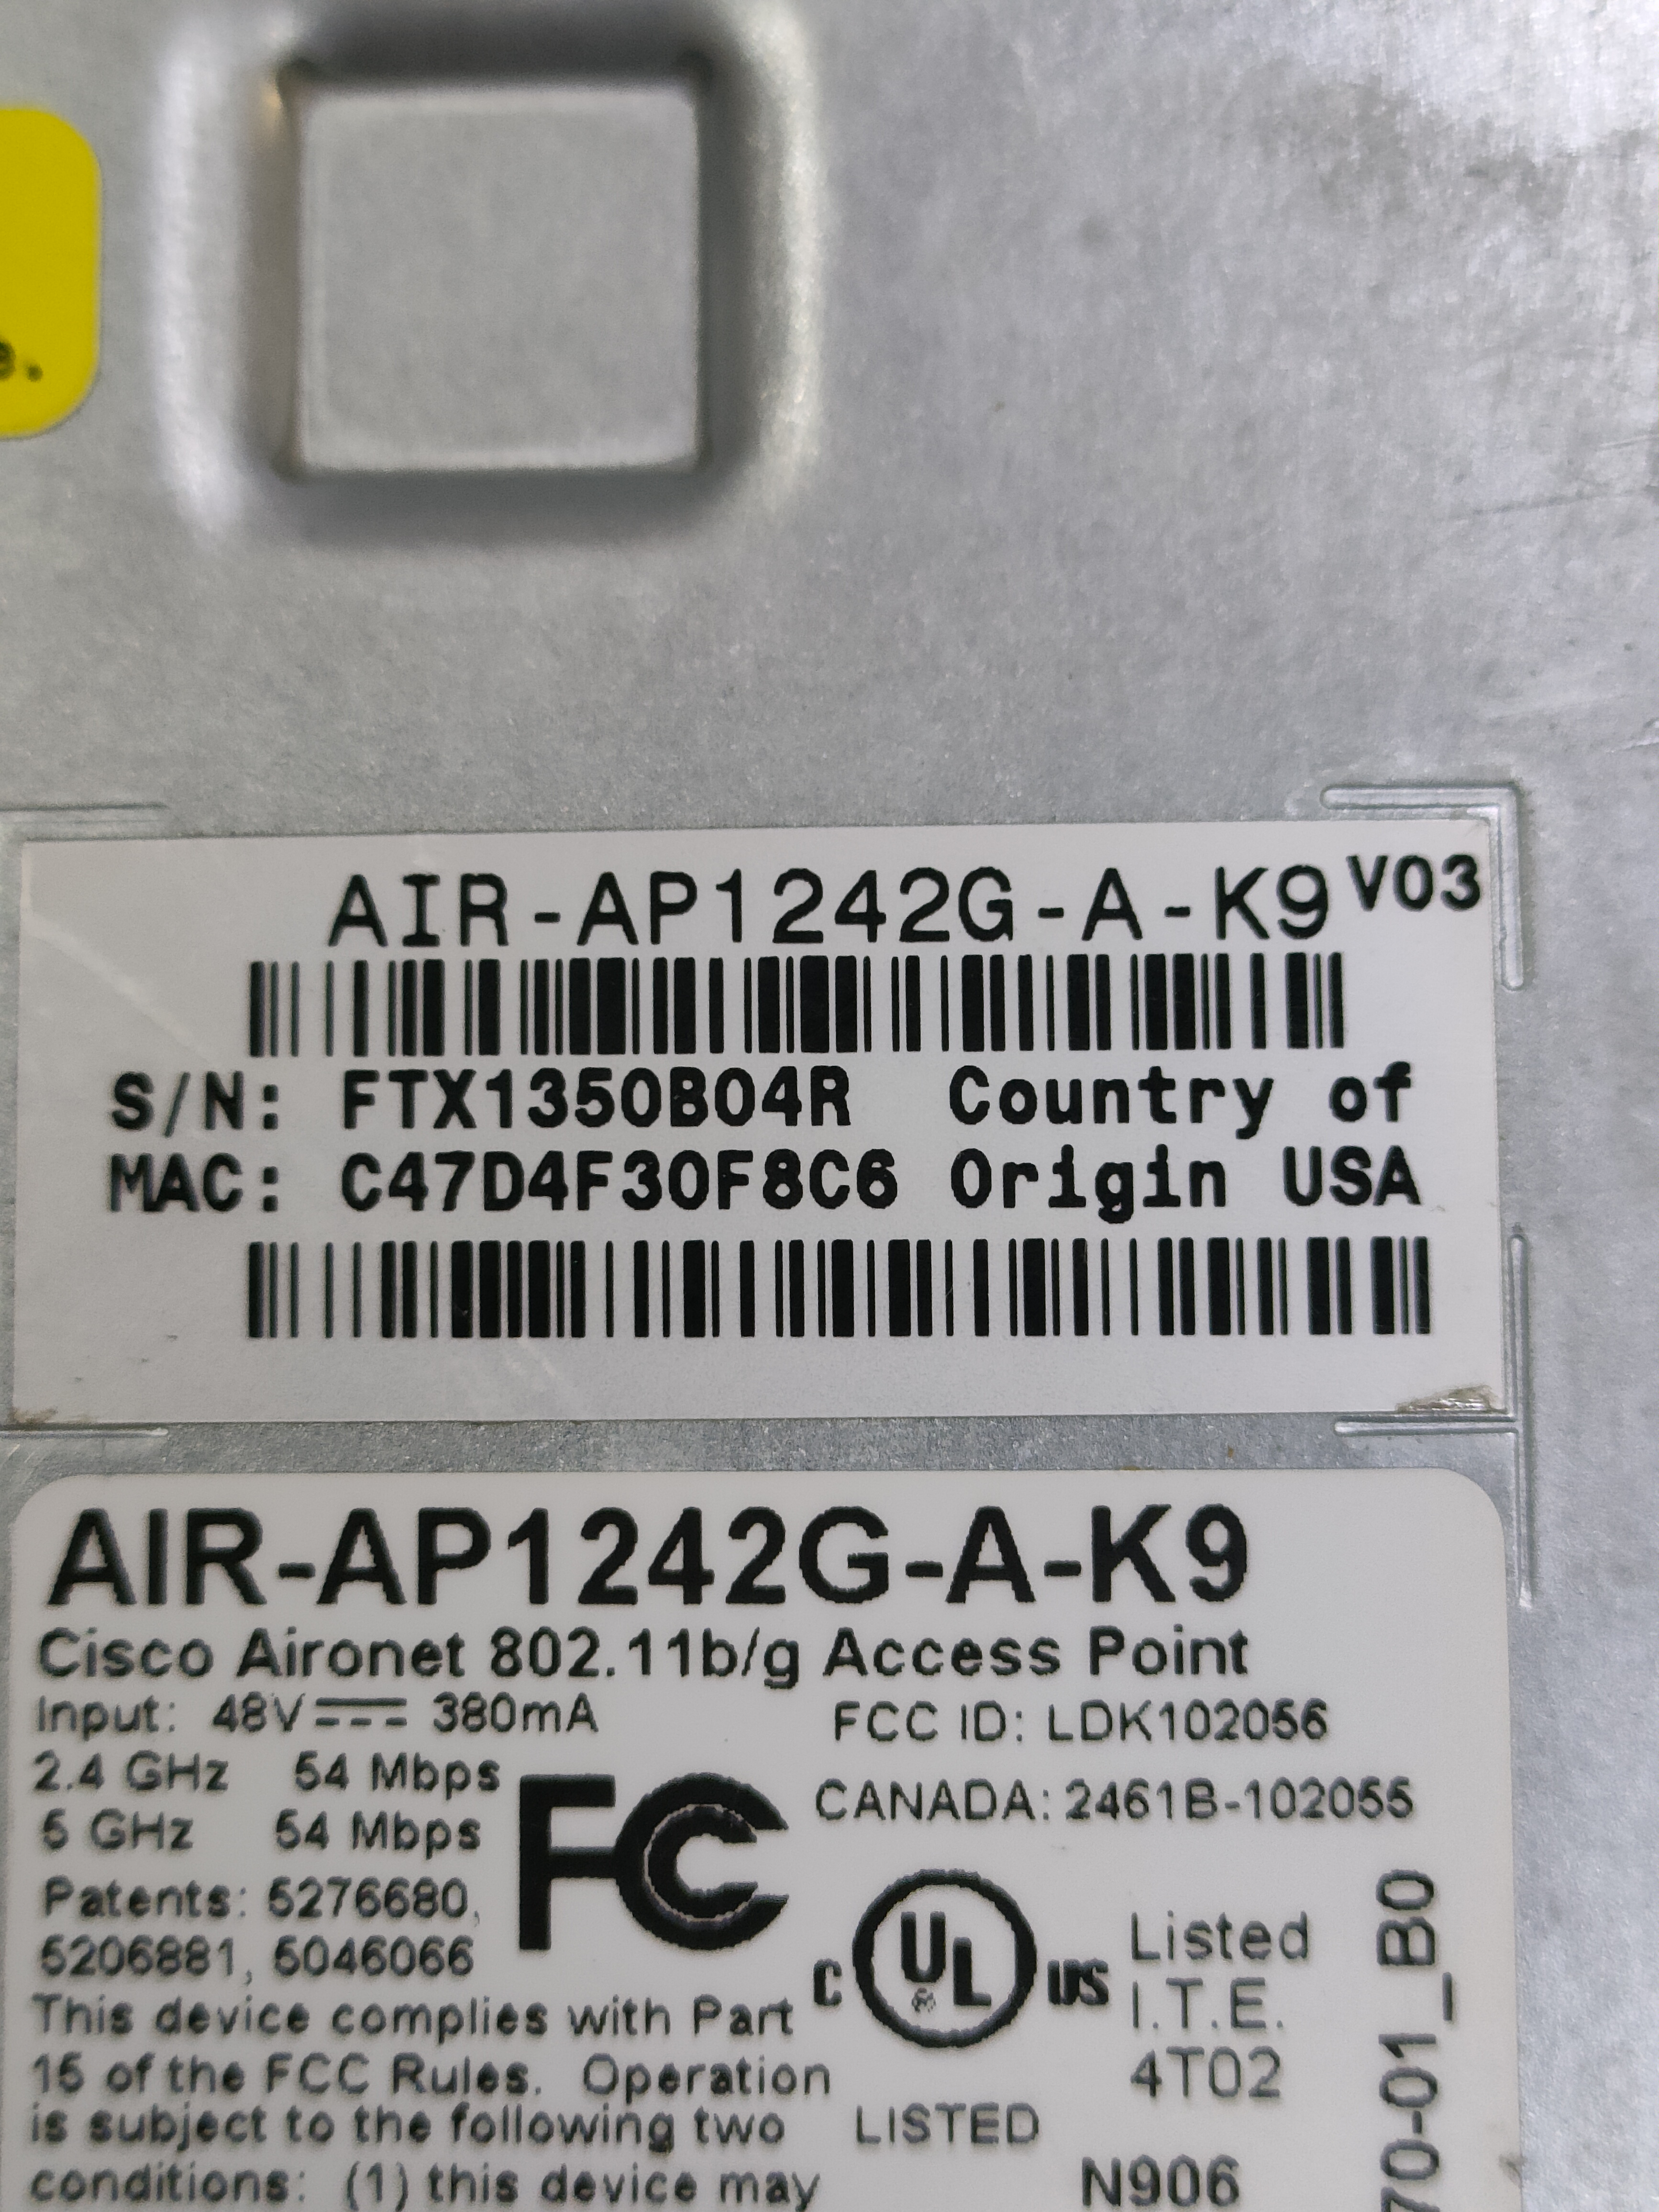 e.
AIR-AP1242G-A-K9 V03
S/N: FTX1350B04R Country of
MAC: C47D4F30F8C6 Origin USA
AIR-AP1242G-A-K9
Cisco Aironet 802.11b/g Access Point
Input: 48V 380mA FCC ID: LDK102056
2.4 GHz 54 Mbps
CANADA: 2461B-102055
5 GHz 54 Mbps
FC
Patents: 5276680,
5206881, 5046066
C UL US
® 
Listed
I.T.E.
4T02
This device complies with Part
15 of the FCC Rules. Operation
is subject to the following two
conditions: (1) this device may
LISTED
N906
70-01_B0